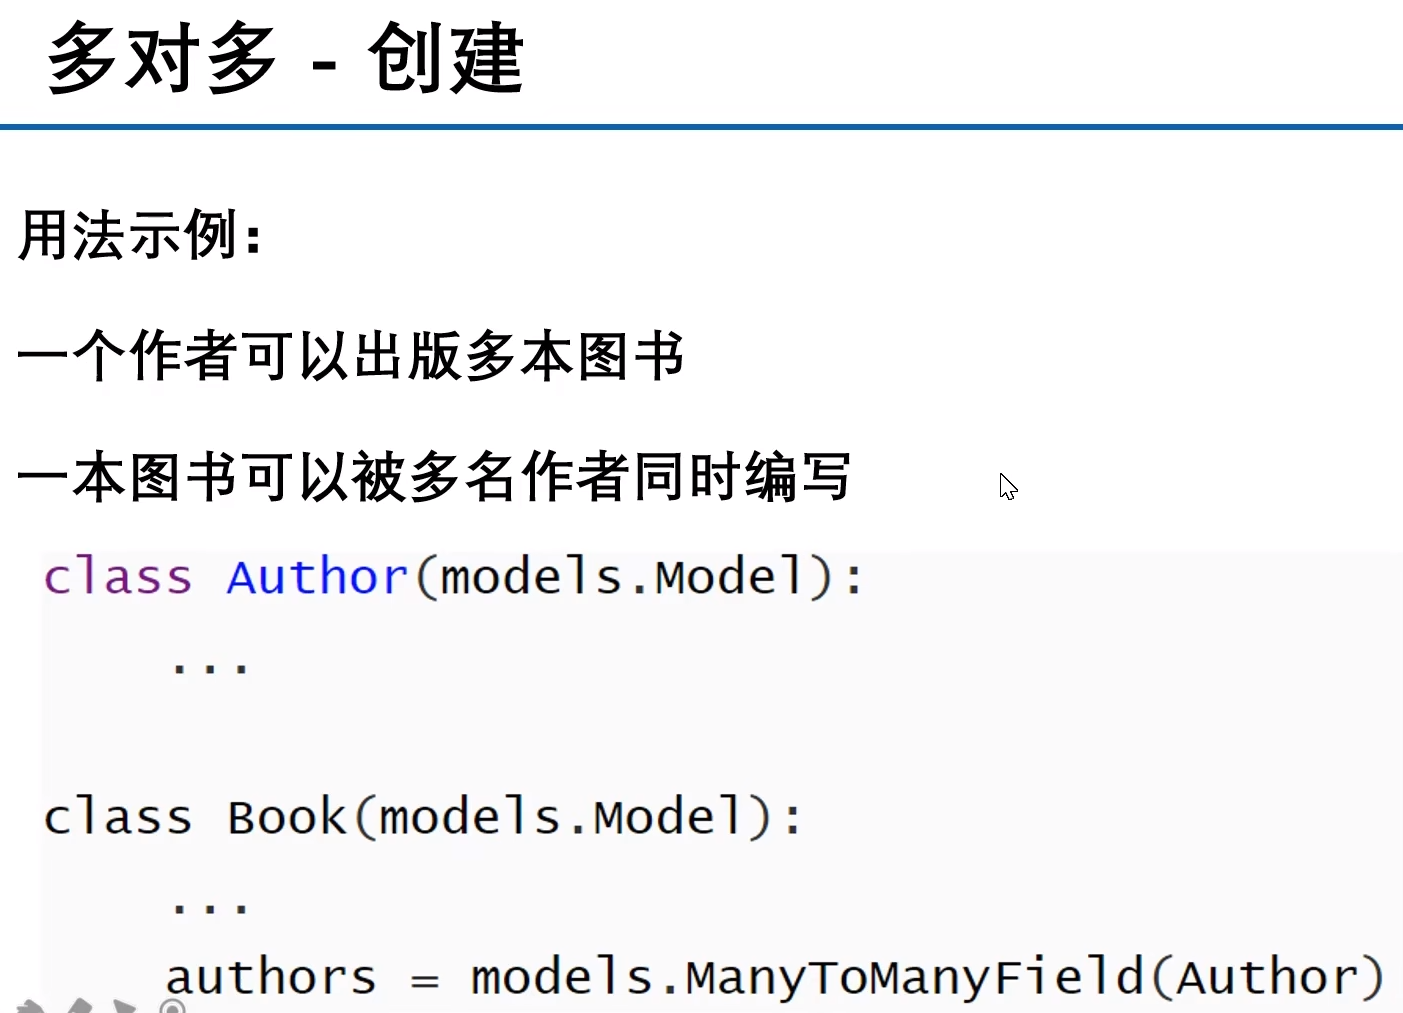 多对多 - 创建
用法示例：
一个作者可以出版多本图书
一本图书可以被多名作者同时编写
class Author(models.Model):
    ...
class Book(models.Model):
    ...
    authors = models.ManyToManyField(Author)